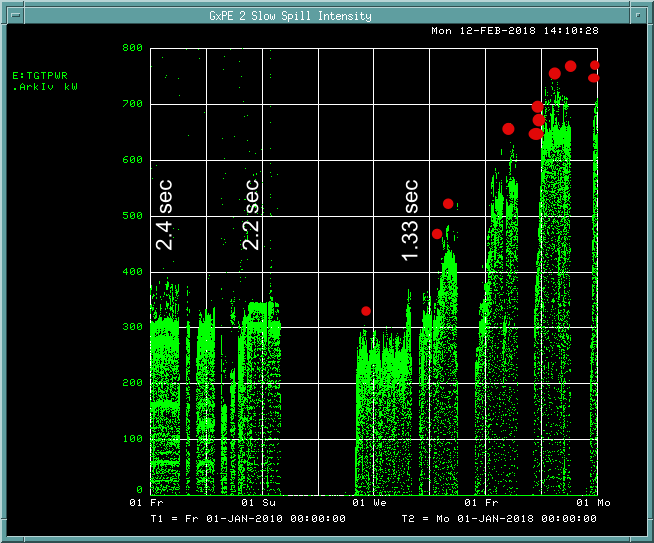 GxPE 2 Slow Spill Intensity
Mon 12-FEB-2018 14:10:28
E:TGTPWR
.ArkIv kW
800
700
600
500
400
300
200
100
0
2.4 sec
2.2 sec
1.33 sec
01 Fr 01 Su 01 We 01 Fr 01 Mo
T1 = Fr 01-JAN-2010 00:00:00 T2 = Mo 01-JAN-2018 00:00:00